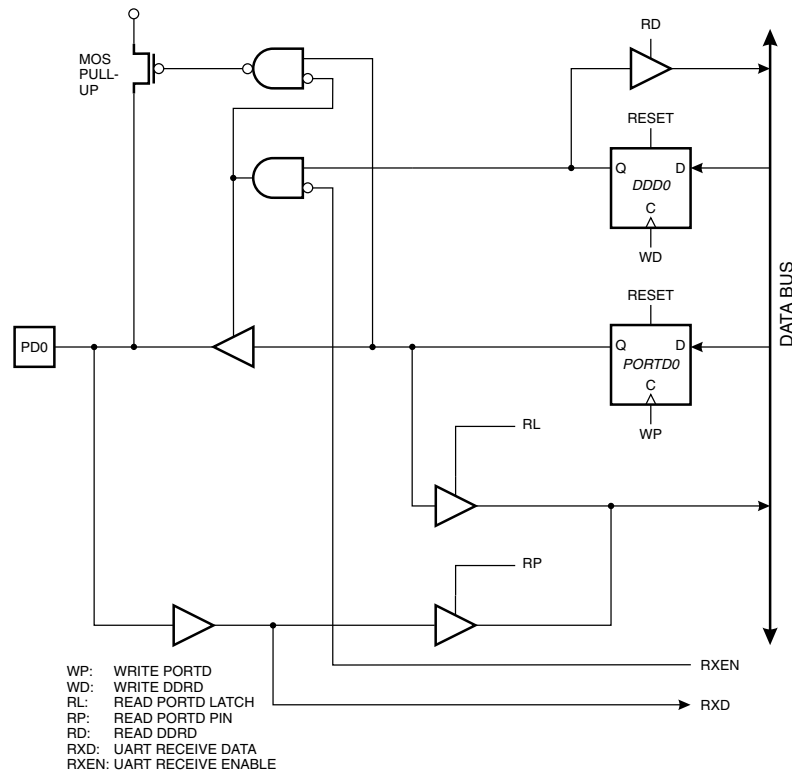 RD
MOS
PULL-
UP
RESET
Q D
DDD0
C
WD
RESET
DATA BUS
PD0
Q D
PORTD0
C
WP
RL
RP
RXEN
RXD
WP: WRITE PORTD
WD: WRITE DDRD
RL: READ PORTD LATCH
RP: READ PORTD PIN
RD: READ DDRD
RXD: UART RECEIVE DATA
RXEN: UART RECEIVE ENABLE